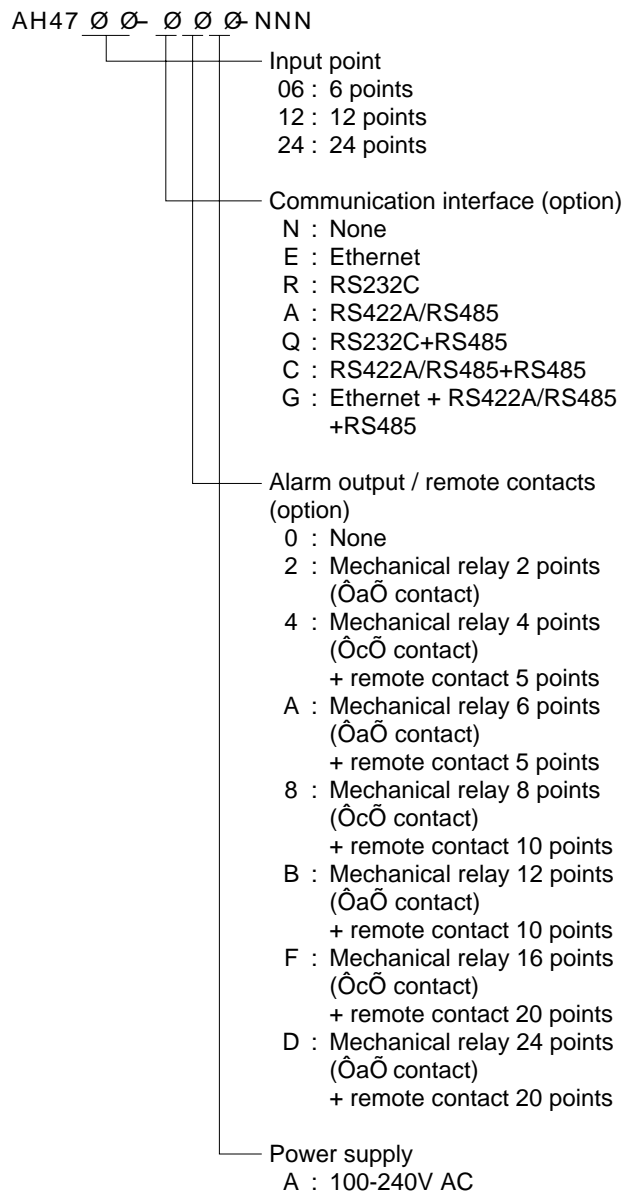 AH47 Ø Ø- Ø Ø Ø-NNN
Input point
06 : 6 points
12 : 12 points
24 : 24 points
Communication interface (option)
N : None
E : Ethernet
R : RS232C
A : RS422A/RS485
Q : RS232C+RS485
C : RS422A/RS485+RS485
G : Ethernet + RS422A/RS485
+RS485
Alarm output / remote contacts
(option)
0 : None
2 : Mechanical relay 2 points
(ÔaÕ contact)
4 : Mechanical relay 4 points
(ÔcÕ contact)
+ remote contact 5 points
A : Mechanical relay 6 points
(ÔaÕ contact)
+ remote contact 5 points
8 : Mechanical relay 8 points
(ÔcÕ contact)
+ remote contact 10 points
B : Mechanical relay 12 points
(ÔaÕ contact)
+ remote contact 10 points
F : Mechanical relay 16 points
(ÔcÕ contact)
+ remote contact 20 points
D : Mechanical relay 24 points
(ÔaÕ contact)
+ remote contact 20 points
Power supply
A : 100-240V AC